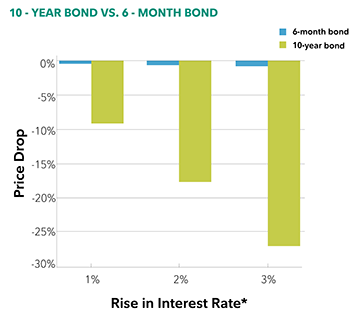 10 - YEAR BOND VS. 6 - MONTH BOND
6-month bond
10-year bond
0%
-5%
-10%
-15%
-20%
-25%
-30%
Price Drop
1% 2% 3%
Rise in Interest Rate*